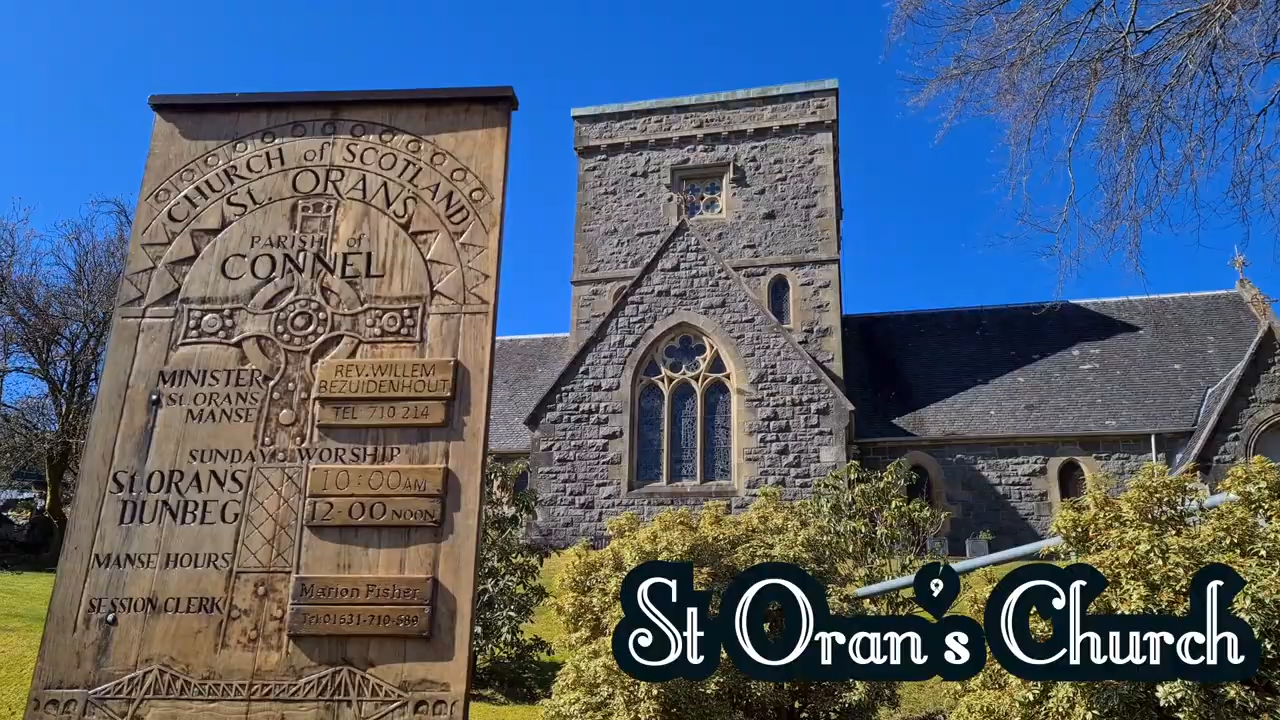 CHURCH of SCOTLAND
ST. ORANS
PARISH of
CONNEL
MINISTER
St. ORANS
MANSE
REV. WILLEM
BEZUIDENHOUT
TEL 710 214
SUNDAY WORSHIP
St. ORANS 10:00 AM
DUNBEG 12-00 NOON
MANSE HOURS
SESSION CLERK
Marion Fisher
Tel: 01631-710-589
St Oran's Church